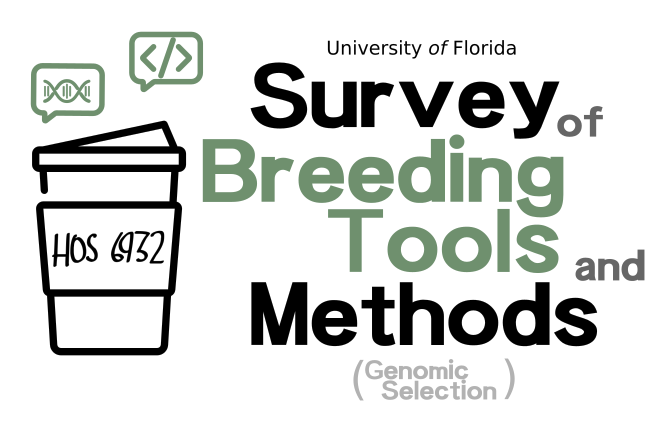 University of Florida
Survey of
Breeding
Tools and
Methods
(Genomic
Selection)
</>
HOS 6932